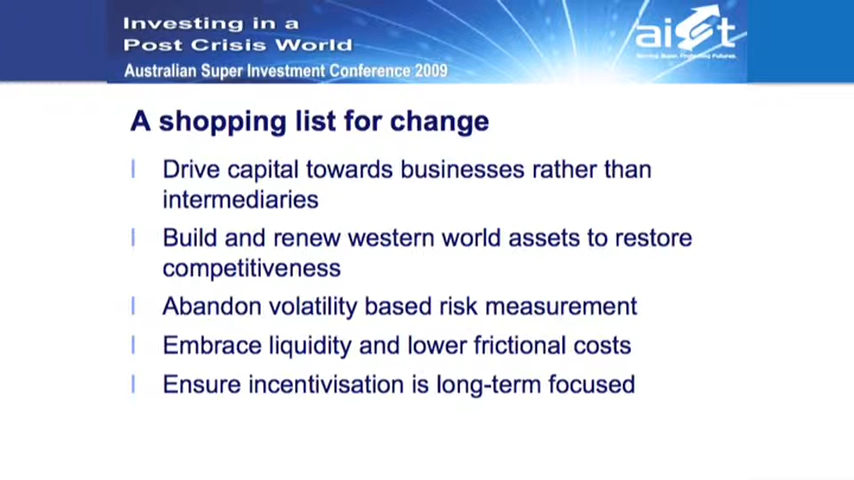 Investing in a
Post Crisis World
Australian Super Investment Conference 2009
aist
A shopping list for change
Drive capital towards businesses rather than
intermediaries
Build and renew western world assets to restore
competitiveness
Abandon volatility based risk measurement
Embrace liquidity and lower frictional costs
Ensure incentivisation is long-term focused